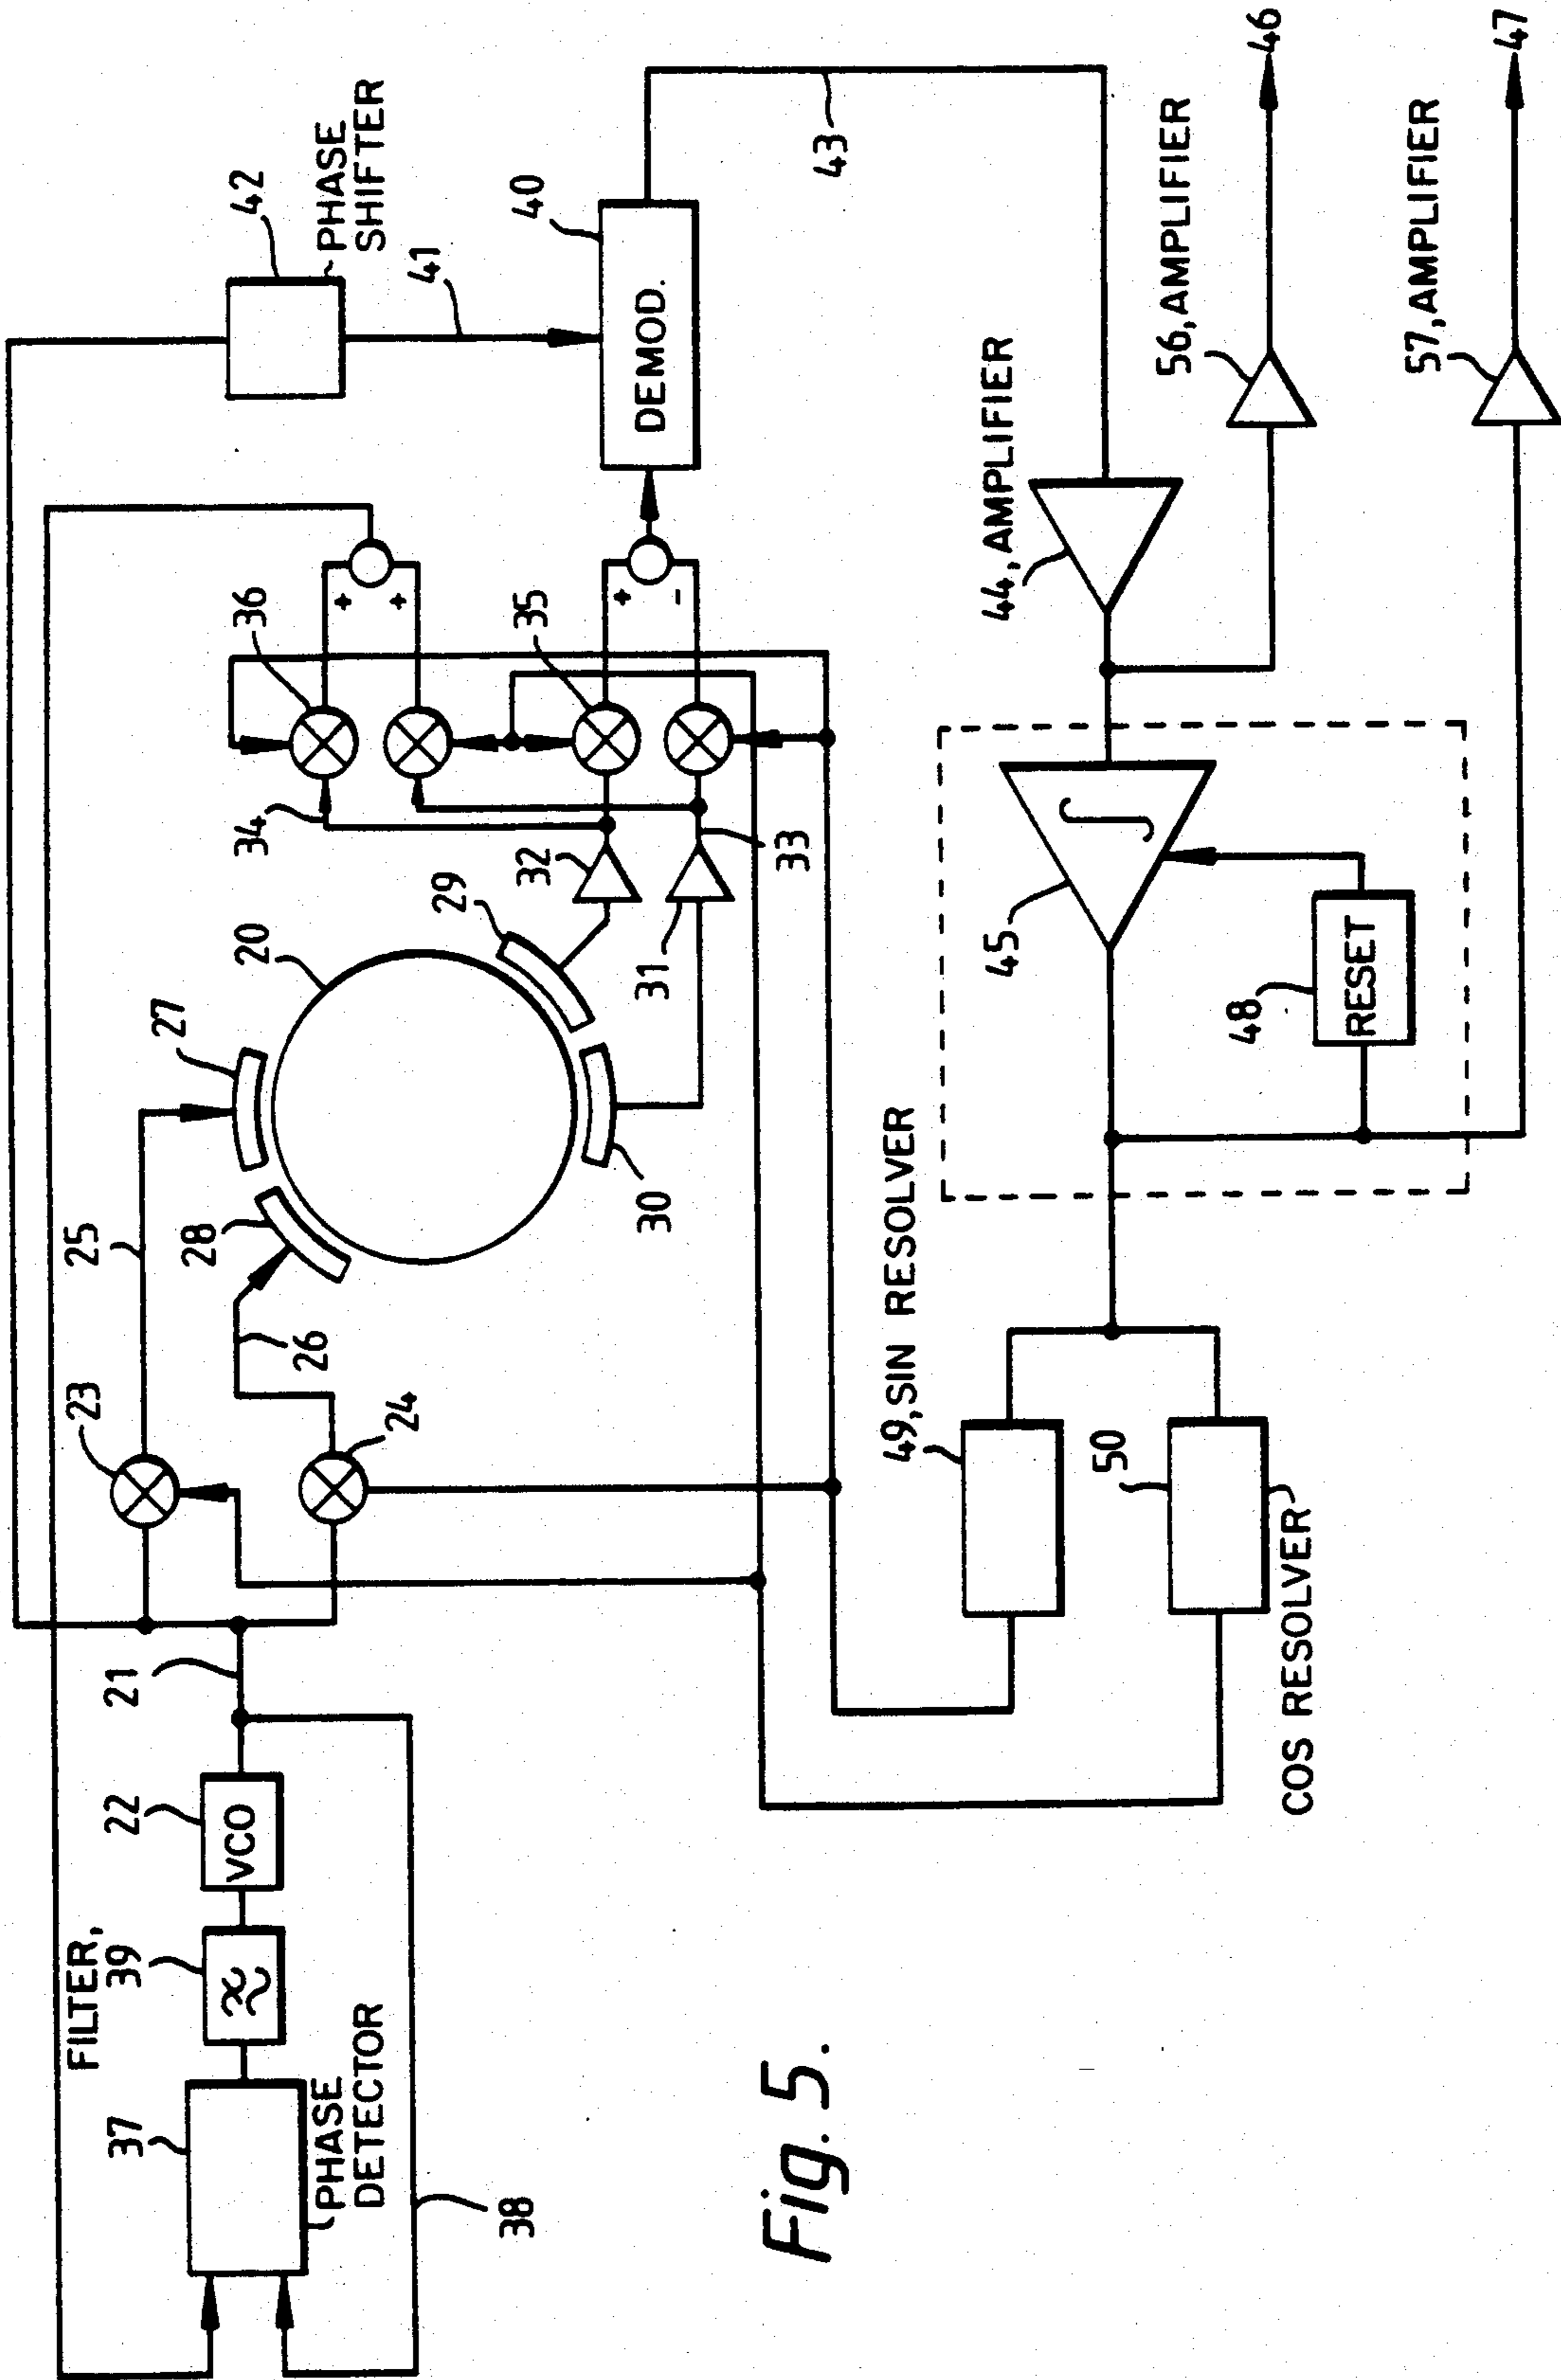 FILTER,
39
37
PHASE
DETECTOR
38
22
VCO
21
23
24
25
26
27
28
20
29
30
31
32
33
34
35
36
+
+
+
-
42
PHASE
SHIFTER
41
40
DEMOD.
43
44, AMPLIFIER
45
48
RESET
56, AMPLIFIER
46
57, AMPLIFIER
47
49, SIN RESOLVER
50
COS RESOLVER
Fig. 5.